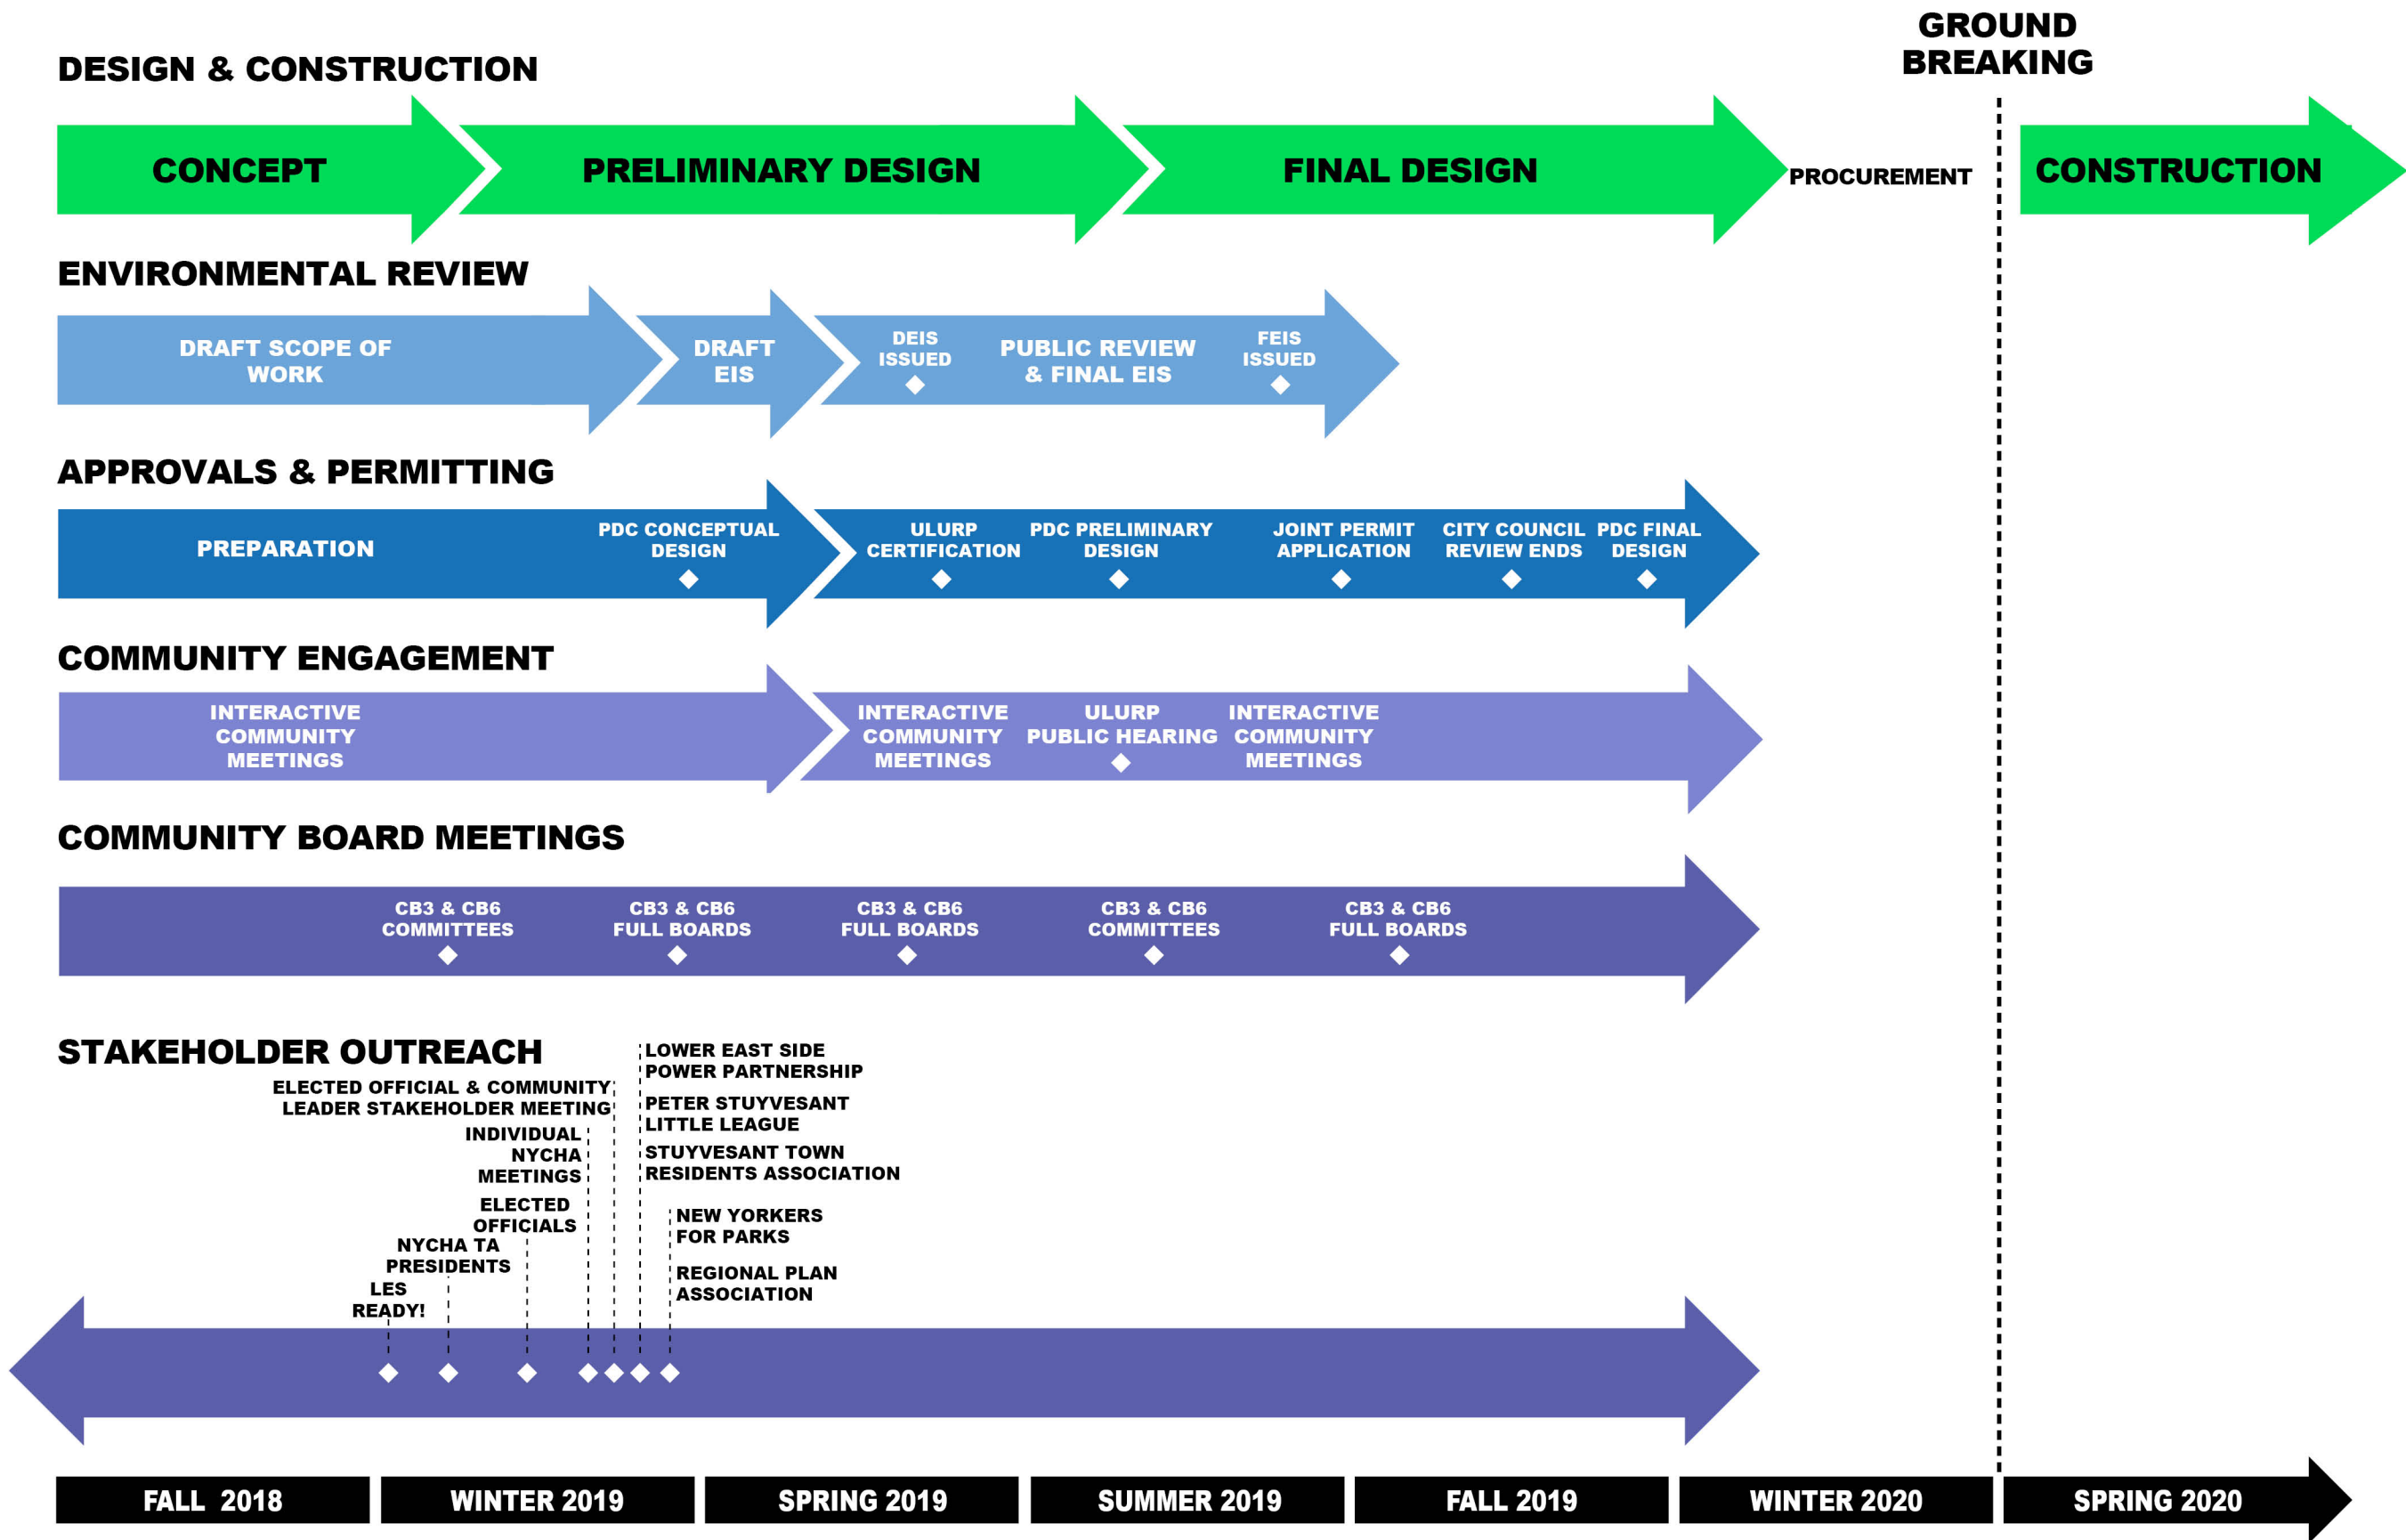 GROUND
BREAKING
DESIGN & CONSTRUCTION
CONCEPT
PRELIMINARY DESIGN
FINAL DESIGN
PROCUREMENT
CONSTRUCTION
ENVIRONMENTAL REVIEW
DRAFT SCOPE OF
WORK
DRAFT
EIS
DEIS
ISSUED
PUBLIC REVIEW
& FINAL EIS
FEIS
ISSUED
APPROVALS & PERMITTING
PREPARATION
PDC CONCEPTUAL
DESIGN
ULURP
CERTIFICATION
PDC PRELIMINARY
DESIGN
JOINT PERMIT
APPLICATION
CITY COUNCIL
REVIEW ENDS
PDC FINAL
DESIGN
COMMUNITY ENGAGEMENT
INTERACTIVE
COMMUNITY
MEETINGS
INTERACTIVE
COMMUNITY
MEETINGS
ULURP
PUBLIC HEARING
INTERACTIVE
COMMUNITY
MEETINGS
COMMUNITY BOARD MEETINGS
CB3 & CB6
COMMITTEES
CB3 & CB6
FULL BOARDS
CB3 & CB6
FULL BOARDS
CB3 & CB6
COMMITTEES
CB3 & CB6
FULL BOARDS
STAKEHOLDER OUTREACH
LES
READY!
NYCHA TA
PRESIDENTS
ELECTED
OFFICIALS
INDIVIDUAL
NYCHA
MEETINGS
ELECTED OFFICIAL & COMMUNITY
LEADER STAKEHOLDER MEETING
LOWER EAST SIDE
POWER PARTNERSHIP
PETER STUYVESANT
LITTLE LEAGUE
STUYVESANT TOWN
RESIDENTS ASSOCIATION
NEW YORKERS
FOR PARKS
REGIONAL PLAN
ASSOCIATION
FALL 2018
WINTER 2019
SPRING 2019
SUMMER 2019
FALL 2019
WINTER 2020
SPRING 2020